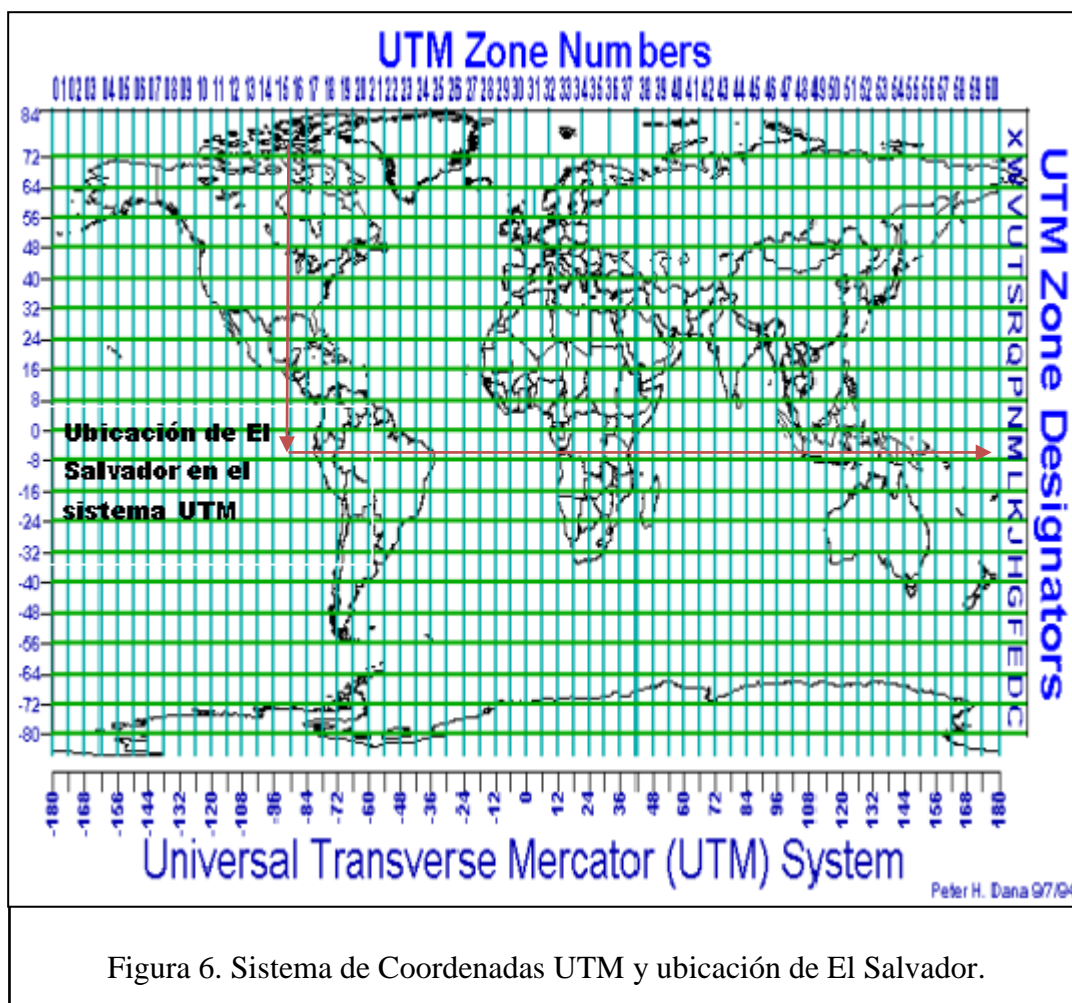 UTM Zone Numbers
01 02 03 04 05 06 07 08 09 10 11 12 13 14 15 16 17 18 19 20 21 22 23 24 25 26 27 28 29 30 31 32 33 34 35 36 37 38 39 40 41 42 43 44 45 46 47 48 49 50 51 52 53 54 55 56 57 58 59 60
84
72
64
56
48
40
32
24
16
8
0
-8
-16
-24
-32
-40
-48
-56
-64
-72
-80
Ubicación de El
Salvador en el
sistema UTM
X W V U T S R Q P N M L K J H G F E D C
UTM Zone Designators
-180 -168 -156 -144 -132 -120 -108 -96 -84 -72 -60 -48 -36 -24 -12 0 12 24 36 48 60 72 84 96 108 120 132 144 156 168 180
Universal Transverse Mercator (UTM) System
Peter H. Dana 9/7/94
Figura 6. Sistema de Coordenadas UTM y ubicación de El Salvador.